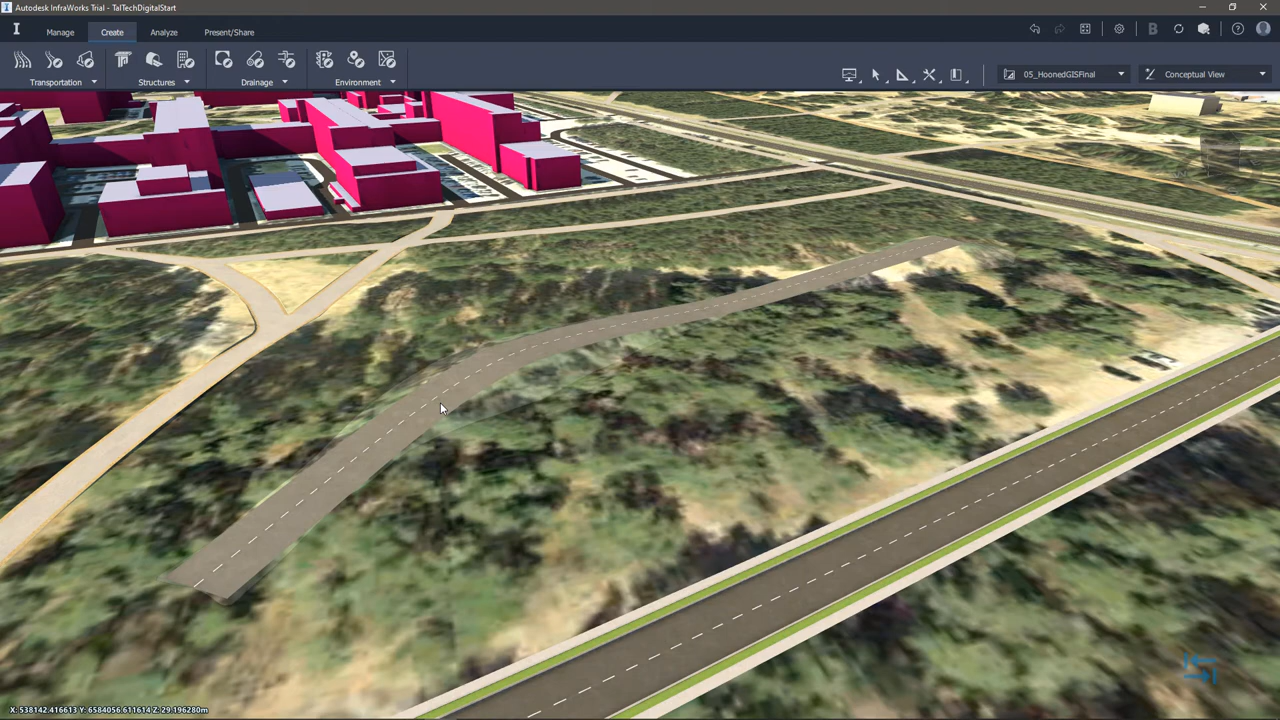 Autodesk InfraWorks Trial - TalTechDigitalStart
Manage Create Analyze Present/Share
Transportation Structures Drainage Environment
05_HoonedGISFinal Conceptual View
X: 538142.416613 Y: 6584056.611614 Z: 29.196280m